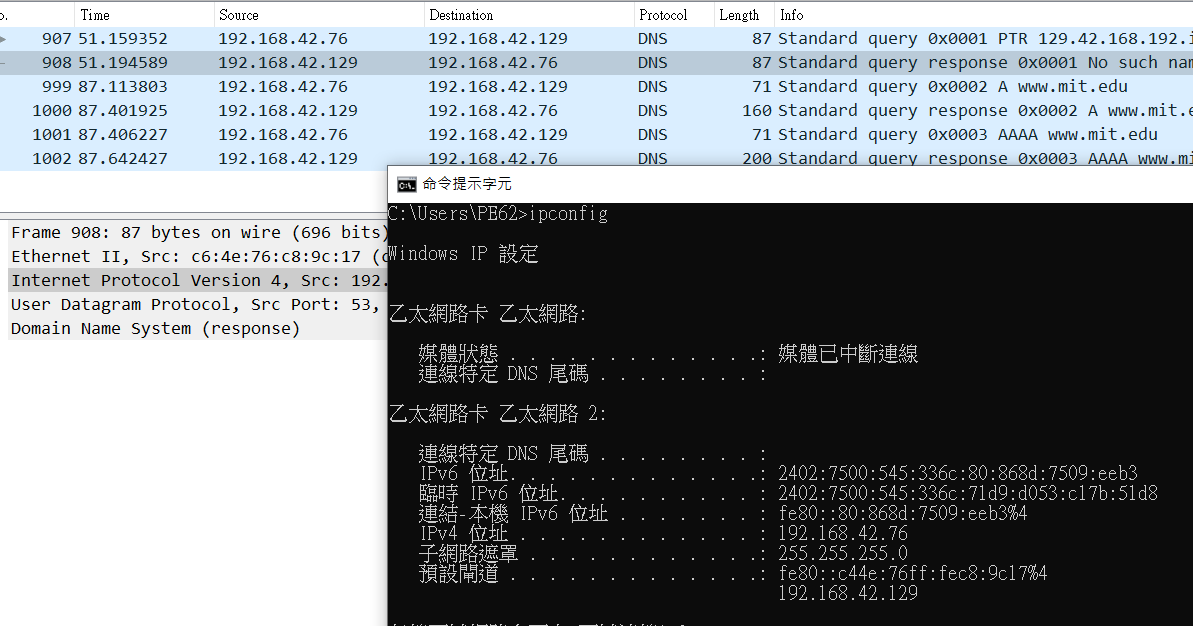 o. Time Source Destination Protocol Length Info
907 51.159352 192.168.42.76 192.168.42.129 DNS 87 Standard query 0x0001 PTR 129.42.168.192.i
908 51.194589 192.168.42.129 192.168.42.76 DNS 87 Standard query response 0x0001 No such nam
999 87.113803 192.168.42.76 192.168.42.129 DNS 71 Standard query 0x0002 A www.mit.edu
1000 87.401925 192.168.42.129 192.168.42.76 DNS 160 Standard query response 0x0002 A www.mit.e
1001 87.406227 192.168.42.76 192.168.42.129 DNS 71 Standard query 0x0003 AAAA www.mit.edu
1002 87.642427 192.168.42.129 192.168.42.76 DNS 200 Standard query response 0x0003 AAAA www.mi
Frame 908: 87 bytes on wire (696 bits)
Ethernet II, Src: c6:4e:76:c8:9c:17 (c
Internet Protocol Version 4, Src: 192.
User Datagram Protocol, Src Port: 53,
Domain Name System (response)
C:\. 命令提示字元
C:\Users\PE62>ipconfig
Windows IP 設定
乙太網路卡 乙太網路:
媒體狀態 . . . . . . . . . . . . .: 媒體已中斷連線
連線特定 DNS 尾碼 . . . . . . . . :
乙太網路卡 乙太網路 2:
連線特定 DNS 尾碼 . . . . . . . . :
IPv6 位址. . . . . . . . . . . . .: 2402:7500:545:336c:80:868d:7509:eeb3
臨時 IPv6 位址. . . . . . . . . . : 2402:7500:545:336c:71d9:d053:c17b:51d8
連結-本機 IPv6 位址 . . . . . . . : fe80::80:868d:7509:eeb3%4
IPv4 位址 . . . . . . . . . . . . : 192.168.42.76
子網路遮罩 . . . . . . . . . . . .: 255.255.255.0
預設閘道 . . . . . . . . . . . . .: fe80::c44e:76ff:fec8:9c17%4
192.168.42.129